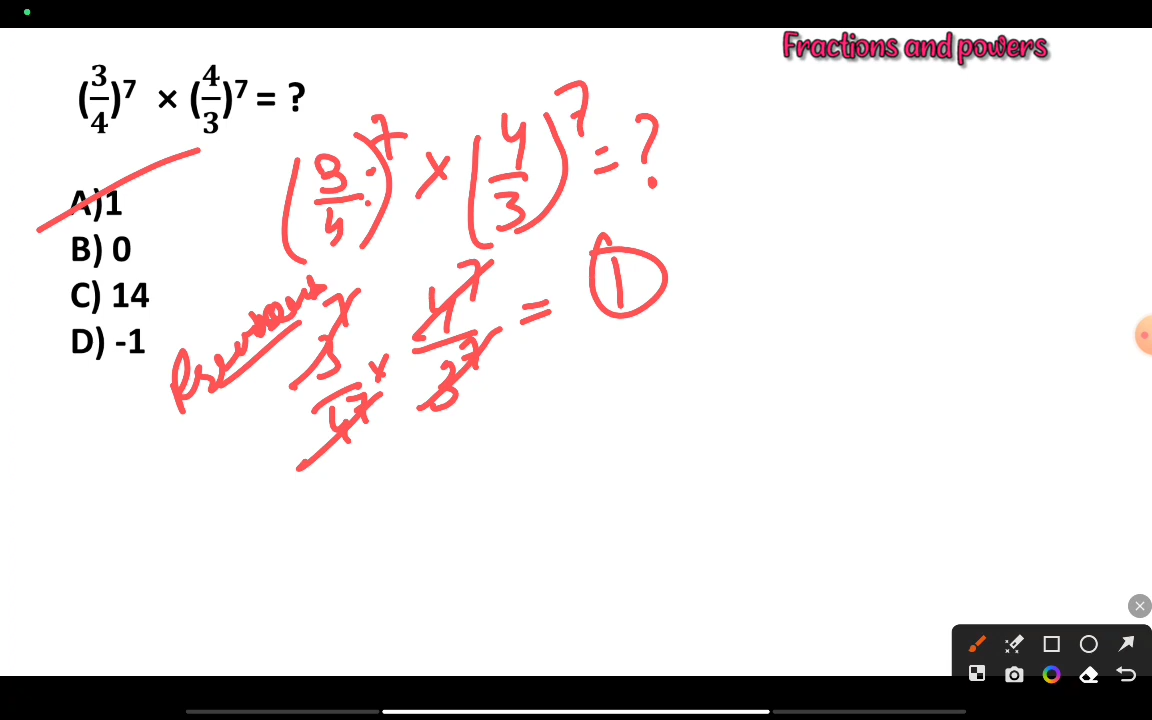 Fractions and powers
(3/4)⁷ × (4/3)⁷ = ?
A)1
B) 0
C) 14
D) -1
(3/4)⁷ × (4/3)⁷ = ?
3⁷/4⁷ × 4⁷/3⁷ = 1